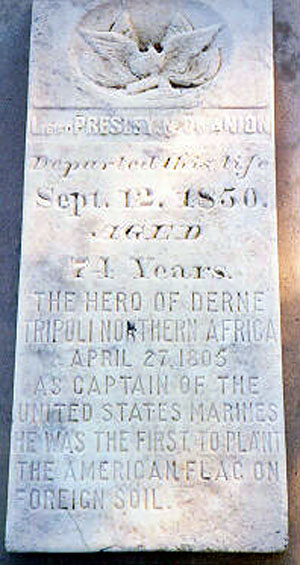 PRESLEY N.
Departed this life
Sept. 12. 1850.
AGED
74 Years.
THE HERO OF DERNE
TRIPOLI NORTHERN AFRICA
APRIL 27, 1805
AS CAPTAIN OF THE
UNITED STATES MARINES
HE WAS THE FIRST TO PLANT
THE AMERICAN FLAG ON
FOREIGN SOIL.